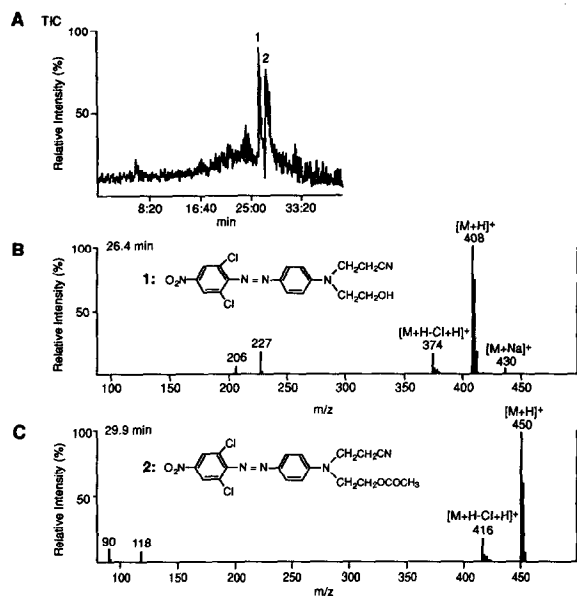 A TIC
1
2
100
50
Relative Intensity (%)
8:20 16:40 25:00 33:20
min
B
26.4 min
[M+H]+
408
100
50
Relative Intensity (%)
1:
Cl
O2N
N = N
Cl
N
CH2CH2CN
CH2CH2OH
[M+H-Cl+H]+
374
[M+Na]+
430
206
227
100 150 200 250 300 350 400 450
m/z
C
29.9 min
[M+H]+
450
100
50
Relative Intensity (%)
2:
Cl
NO2
N = N
Cl
N
CH2CH2CN
CH2CH2OCOCH3
[M+H-Cl+H]+
416
90
118
100 150 200 250 300 350 400 450
m/z